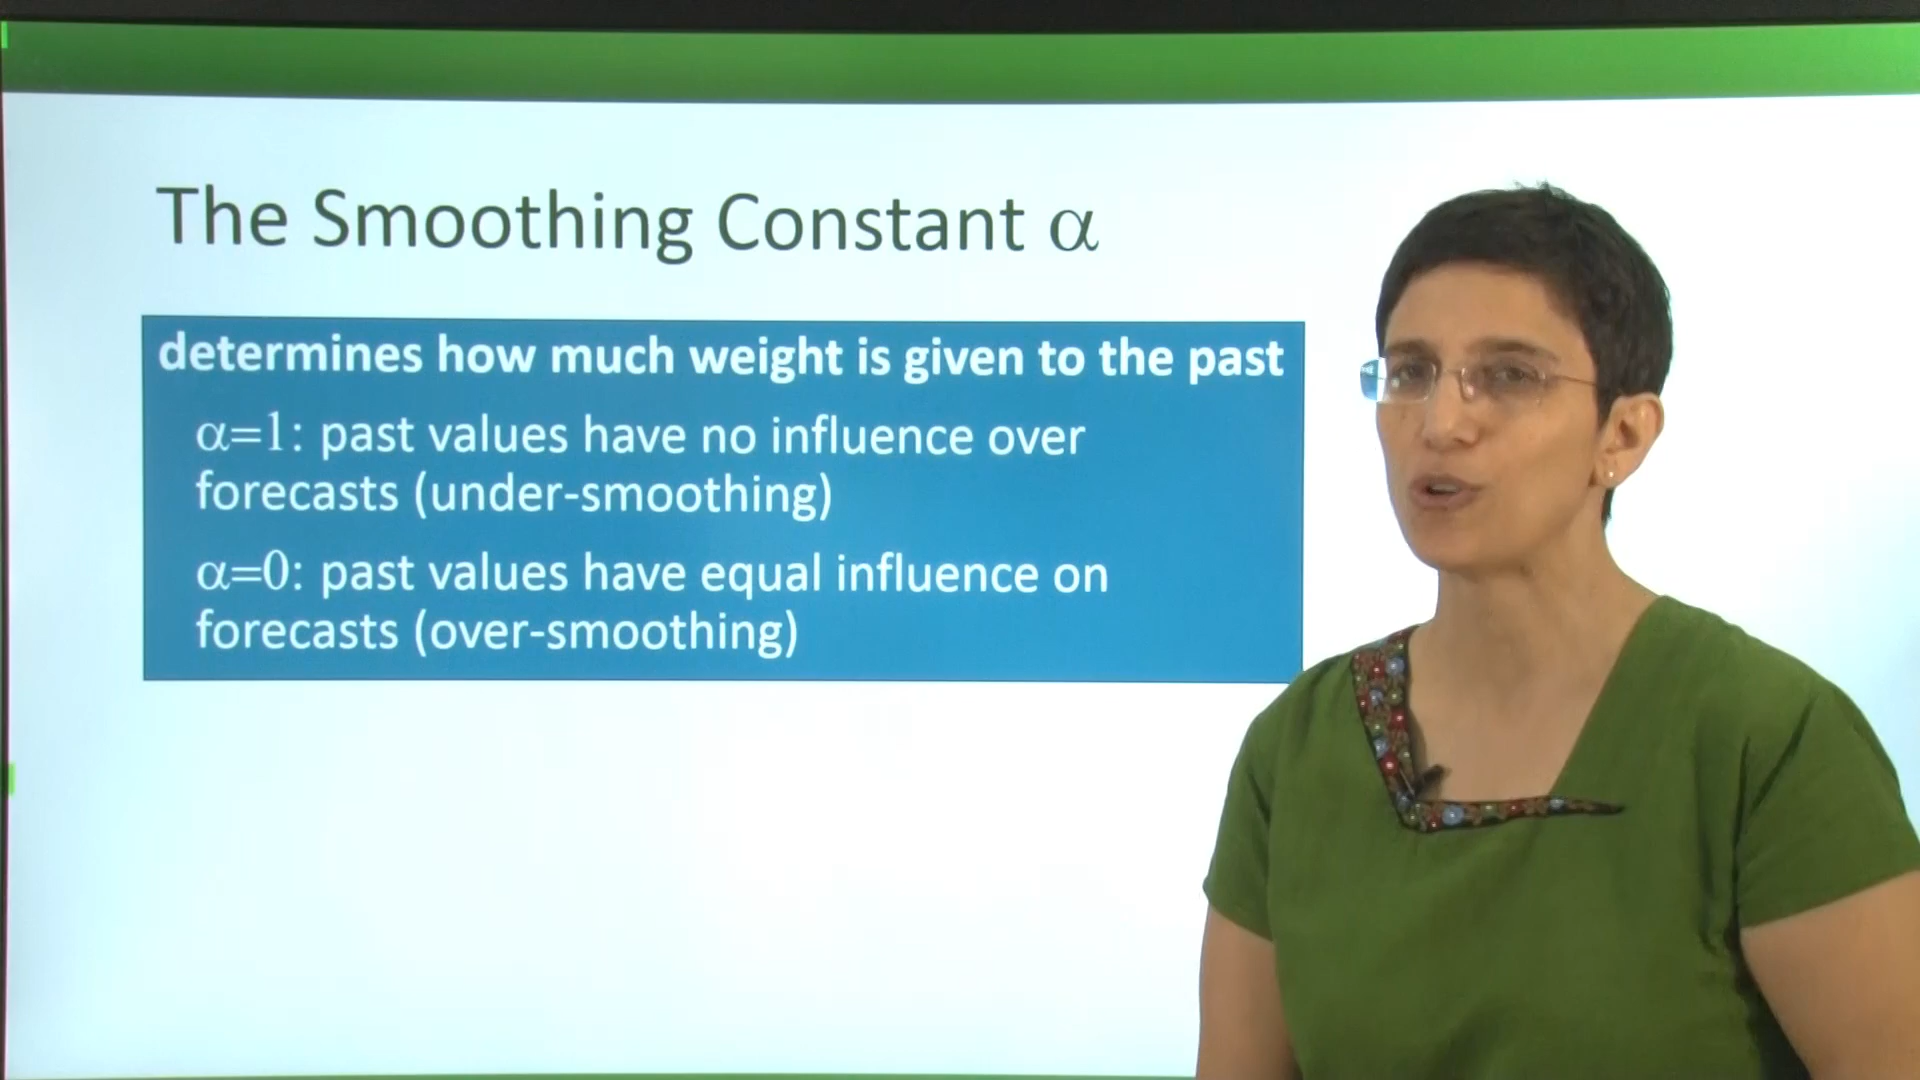 The Smoothing Constant α
determines how much weight is given to the past
α=1: past values have no influence over
forecasts (under-smoothing)
α=0: past values have equal influence on
forecasts (over-smoothing)